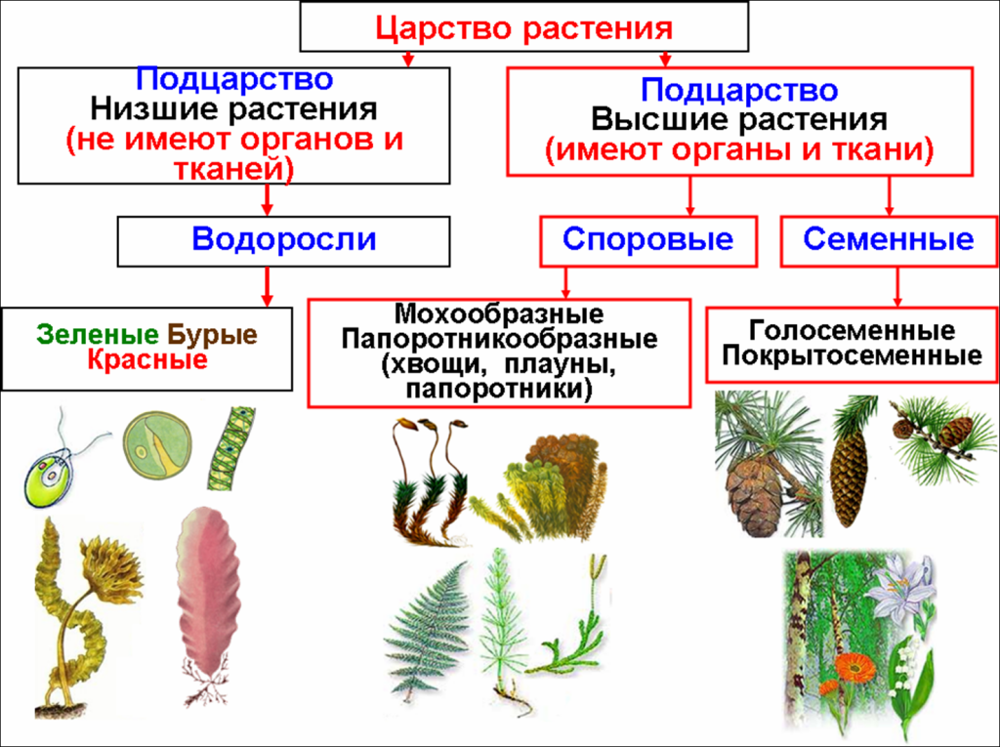 Царство растения
Подцарство
Низшие растения
(не имеют органов и
тканей)
Подцарство
Высшие растения
(имеют органы и ткани)
Водоросли
Споровые
Семенные
Зеленые Бурые
Красные
Мохообразные
Папоротникообразные
(хвощи, плауны,
папоротники)
Голосеменные
Покрытосеменные